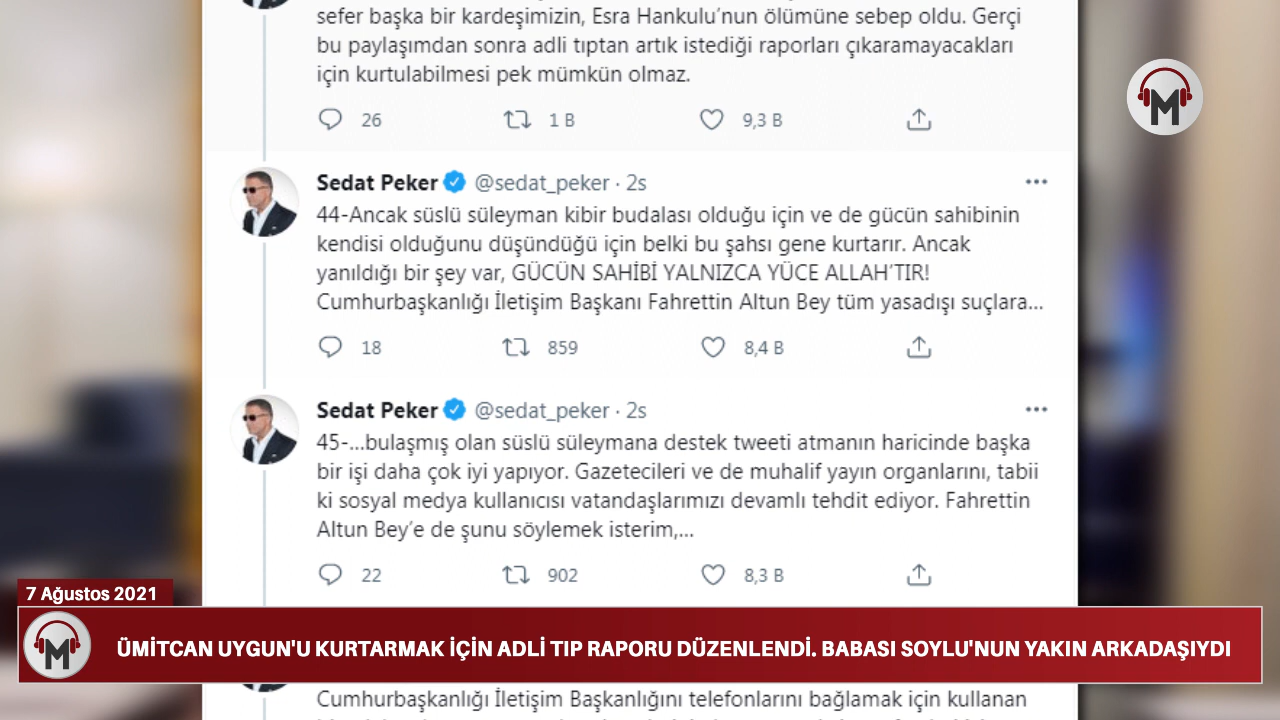 sefer başka bir kardeşimizin, Esra Hankulu'nun ölümüne sebep oldu. Gerçi
bu paylaşımdan sonra adli tıptan artık istediği raporları çıkaramayacakları
için kurtulabilmesi pek mümkün olmaz.
26 1 B 9,3 B
M
Sedat Peker @sedat_peker · 2s
44-Ancak süslü süleyman kibir budalası olduğu için ve de gücün sahibinin
kendisi olduğunu düşündüğü için belki bu şahsı gene kurtarır. Ancak
yanıldığı bir şey var, GÜCÜN SAHİBİ YALNIZCA YÜCE ALLAH'TIR!
Cumhurbaşkanlığı İletişim Başkanı Fahrettin Altun Bey tüm yasadışı suçlara...
18 859 8,4 B
Sedat Peker @sedat_peker · 2s
45-...bulaşmış olan süslü süleymana destek tweeti atmanın haricinde başka
bir işi daha çok iyi yapıyor. Gazetecileri ve de muhalif yayın organlarını, tabii
ki sosyal medya kullanıcısı vatandaşlarımızı devamlı tehdit ediyor. Fahrettin
Altun Bey'e de şunu söylemek isterim,...
22 902 8,3 B
7 Ağustos 2021
M
ÜMİTCAN UYGUN'U KURTARMAK İÇİN ADLİ TIP RAPORU DÜZENLENDİ. BABASI SOYLU'NUN YAKIN ARKADAŞIYDI
Cumhurbaşkanlığı İletişim Başkanlığını telefonlarını bağlamak için kullanan